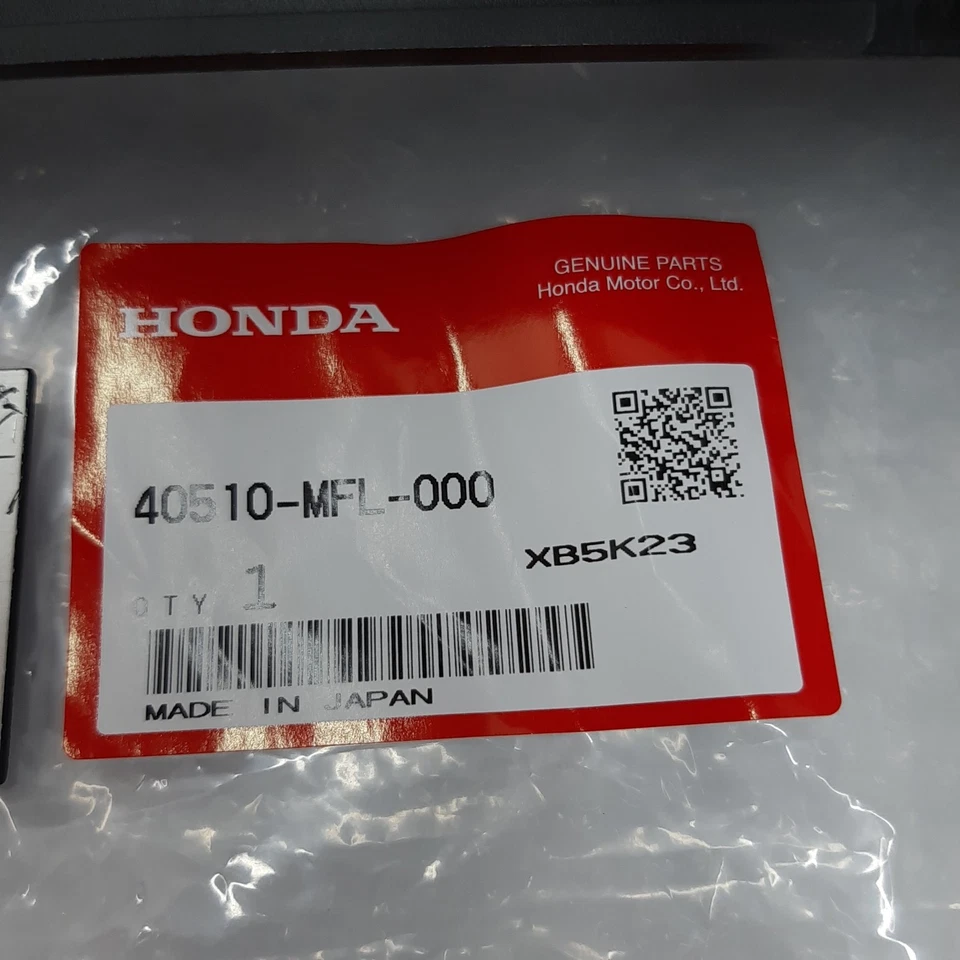 GENUINE PARTS
Honda Motor Co., Ltd.
HONDA
40510-MFL-000
XB5K23
QTY 1
MADE IN JAPAN